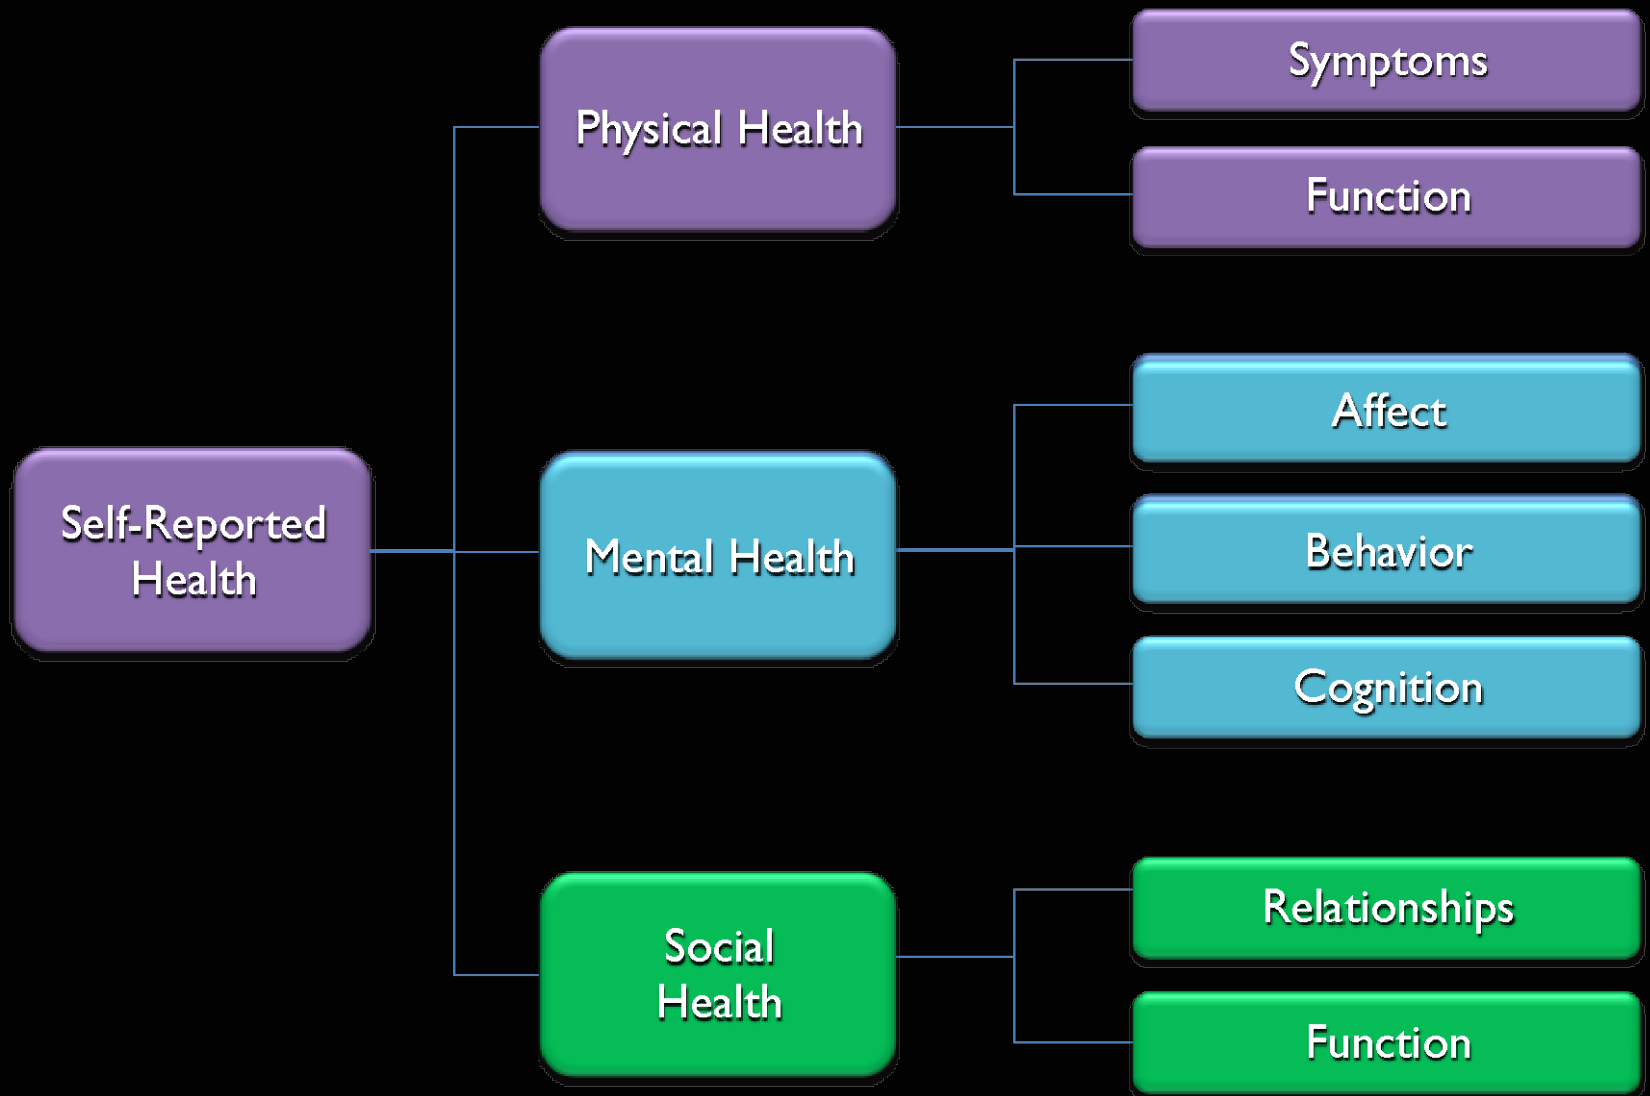 Physical Health
Symptoms
Function
Self-Reported
Health
Mental Health
Affect
Behavior
Cognition
Social
Health
Relationships
Function